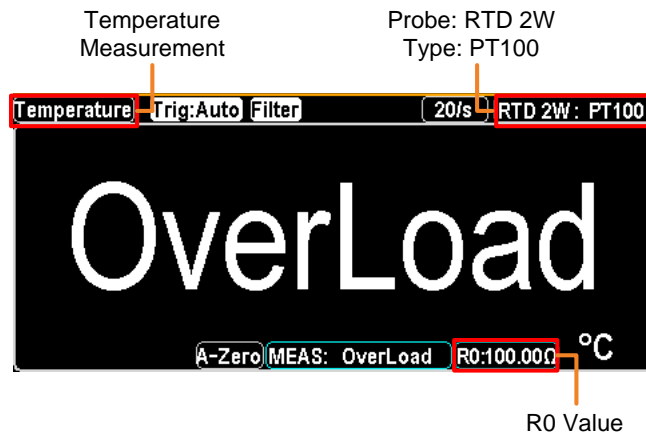 Temperature
Measurement
Probe: RTD 2W
Type: PT100
Temperature Trig:Auto Filter 20/s RTD 2W: PT100
OverLoad
A-Zero MEAS: OverLoad R0:100.00Ω °C
R0 Value